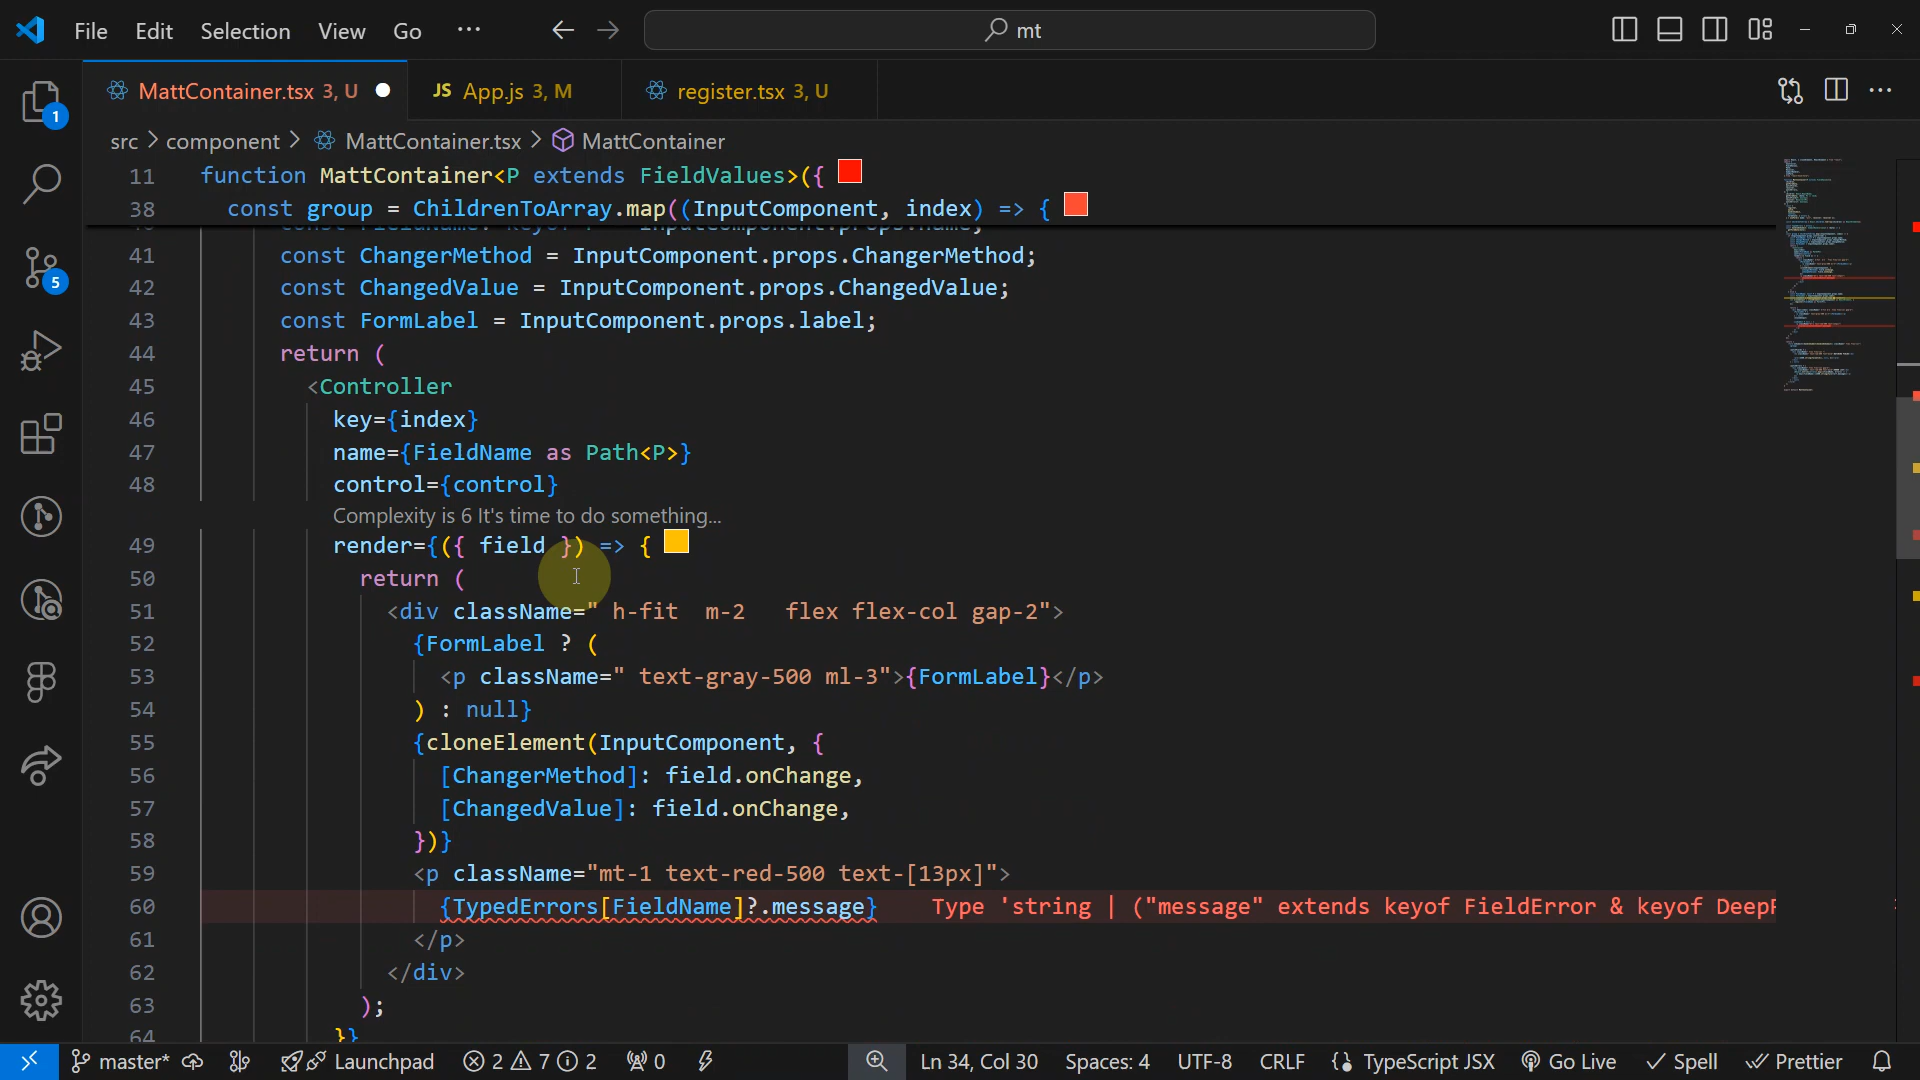 File Edit Selection View Go ··· mt
MattContainer.tsx 3, U JS App.js 3, M register.tsx 3, U
src > component > MattContainer.tsx > MattContainer
11 function MattContainer<P extends FieldValues>({
38 const group = ChildrenToArray.map((InputComponent, index) => {
41 const ChangerMethod = InputComponent.props.ChangerMethod;
42 const ChangedValue = InputComponent.props.ChangedValue;
43 const FormLabel = InputComponent.props.label;
44 return (
45 <Controller
46 key={index}
47 name={FieldName as Path<P>}
48 control={control}
Complexity is 6 It's time to do something...
49 render={({ field }) => {
50 return (
51 <div className=" h-fit  m-2   flex flex-col gap-2">
52 {FormLabel ? (
53 <p className=" text-gray-500 ml-3">{FormLabel}</p>
54 ) : null}
55 {cloneElement(InputComponent, {
56 [ChangerMethod]: field.onChange,
57 [ChangedValue]: field.onChange,
58 })}
59 <p className="mt-1 text-red-500 text-[13px]">
60 {TypedErrors[FieldName]?.message} Type 'string | ("message" extends keyof FieldError & keyof Deep
61 </p>
62 </div>
63 );
64 }}
1
5
master* Launchpad 2 7 2 0 Ln 34, Col 30 Spaces: 4 UTF-8 CRLF TypeScript JSX Go Live Spell Prettier